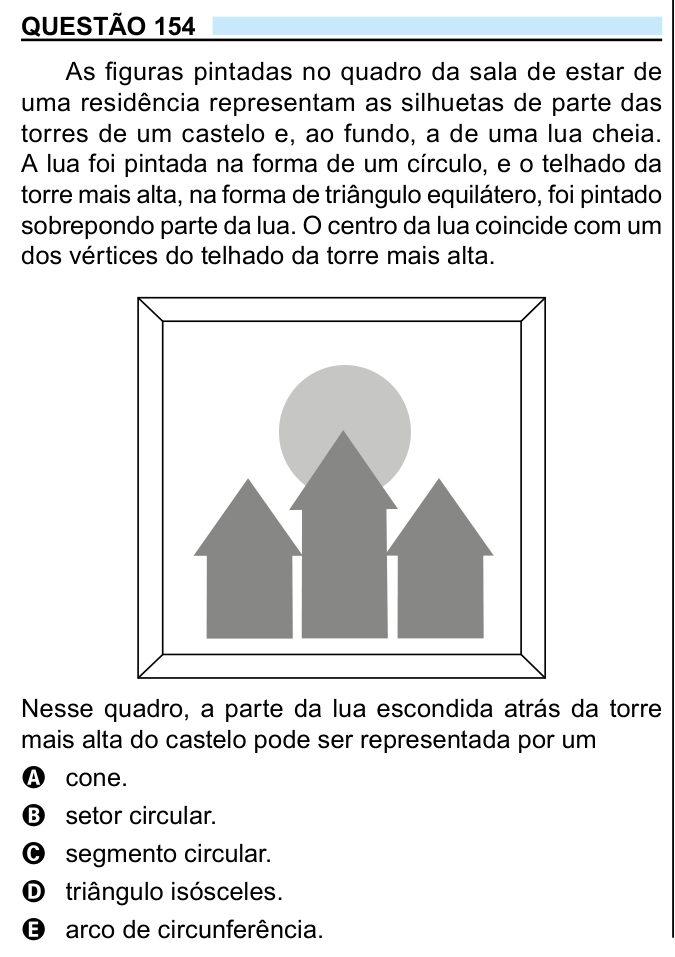 QUESTÃO 154
As figuras pintadas no quadro da sala de estar de
uma residência representam as silhuetas de parte das
torres de um castelo e, ao fundo, a de uma lua cheia.
A lua foi pintada na forma de um círculo, e o telhado da
torre mais alta, na forma de triângulo equilátero, foi pintado
sobrepondo parte da lua. O centro da lua coincide com um
dos vértices do telhado da torre mais alta.
Nesse quadro, a parte da lua escondida atrás da torre
mais alta do castelo pode ser representada por um
A cone.
B setor circular.
C segmento circular.
D triângulo isósceles.
E arco de circunferência.